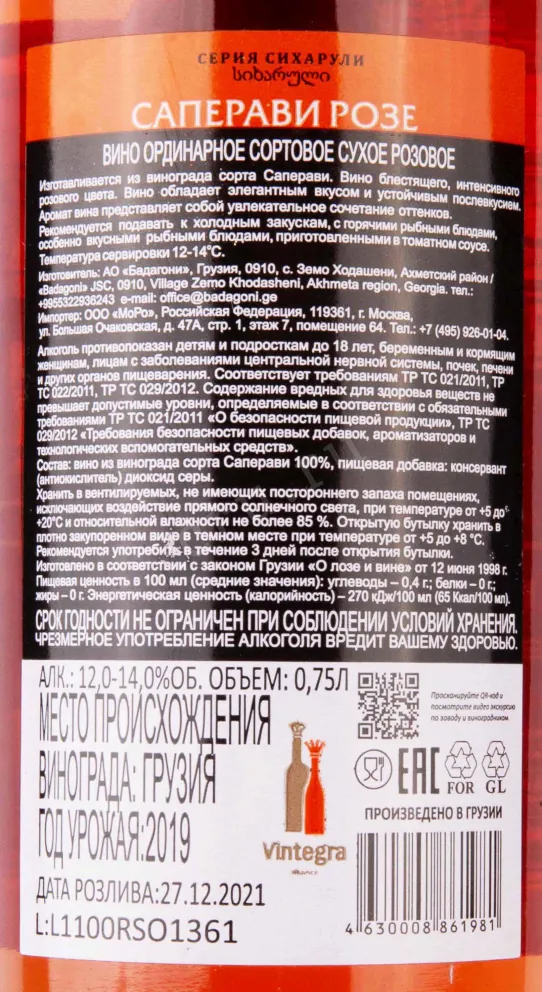 СЕРИЯ СИХАРУЛИ
სიხარული
САПЕРАВИ РОЗЕ
ВИНО ОРДИНАРНОЕ СОРТОВОЕ СУХОЕ РОЗОВОЕ
Изготавливается из винограда сорта Саперави. Вино блестящего, интенсивного
розового цвета. Вино обладает элегантным вкусом и устойчивым послевкусием.
Аромат вина представляет собой увлекательное сочетание оттенков.
Рекомендуется подавать к холодным закускам, с горячими рыбными блюдами,
особенно вкусными рыбными блюдами, приготовленными в томатном соусе.
Температура сервировки 12-14°С.
Изготовитель: АО «Бадагони», Грузия, 0910, с. Земо Ходашени, Ахметский район /
«Badagoni» JSC, 0910, Village Zemo Khodasheni, Akhmeta region, Georgia. тел.:
+9955322936243 e-mail: office@badagoni.ge
Импортер: ООО «МоРо», Российская Федерация, 119361, г. Москва,
ул. Большая Очаковская, д. 47А, стр. 1, этаж 7, помещение 64. Тел.: +7 (495) 926-01-04.
Алкоголь противопоказан детям и подросткам до 18 лет, беременным и кормящим
женщинам, лицам с заболеваниями центральной нервной системы, почек, печени
и других органов пищеварения. Соответствует требованиям ТР ТС 021/2011, ТР
ТС 022/2011, ТР ТС 029/2012. Содержание вредных для здоровья веществ не
превышает допустимые уровни, определяемые в соответствии с обязательными
требованиями ТР ТС 021/2011 «О безопасности пищевой продукции», ТР ТС
029/2012 «Требования безопасности пищевых добавок, ароматизаторов и
технологических вспомогательных средств».
Состав: вино из винограда сорта Саперави 100%, пищевая добавка: консервант
(антиокислитель) диоксид серы.
Хранить в вентилируемых, не имеющих постороннего запаха помещениях,
исключающих воздействие прямого солнечного света, при температуре от +5 до
+20°С и относительной влажности не более 85 %. Открытую бутылку хранить в
плотно закупоренном виде в темном месте при температуре от +5 до +8 °С.
Рекомендуется употребить в течение 3 дней после открытия бутылки.
Изготовлено в соответствии с законом Грузии «О лозе и вине» от 12 июня 1998 г.
Пищевая ценность в 100 мл (средние значения): углеводы – 0,4 г.; белки – 0 г.;
жиры – 0 г. Энергетическая ценность (калорийность) – 270 кДж/100 мл (65 Ккал/100 мл).
СРОК ГОДНОСТИ НЕ ОГРАНИЧЕН ПРИ СОБЛЮДЕНИИ УСЛОВИЙ ХРАНЕНИЯ.
ЧРЕЗМЕРНОЕ УПОТРЕБЛЕНИЕ АЛКОГОЛЯ ВРЕДИТ ВАШЕМУ ЗДОРОВЬЮ.
АЛК.: 12,0-14,0%ОБ. ОБЪЕМ: 0,75Л
МЕСТО ПРОИСХОЖДЕНИЯ
ВИНОГРАДА: ГРУЗИЯ
ГОД УРОЖАЯ:2019
ДАТА РОЗЛИВА:27.12.2021
L:L1100RSO1361
Vintegra
Просканируйте QR-код и
посмотрите видео экскурсию
по заводу и виноградникам.
EAC
FOR GL
ПРОИЗВЕДЕНО В ГРУЗИИ
4 630008 861981